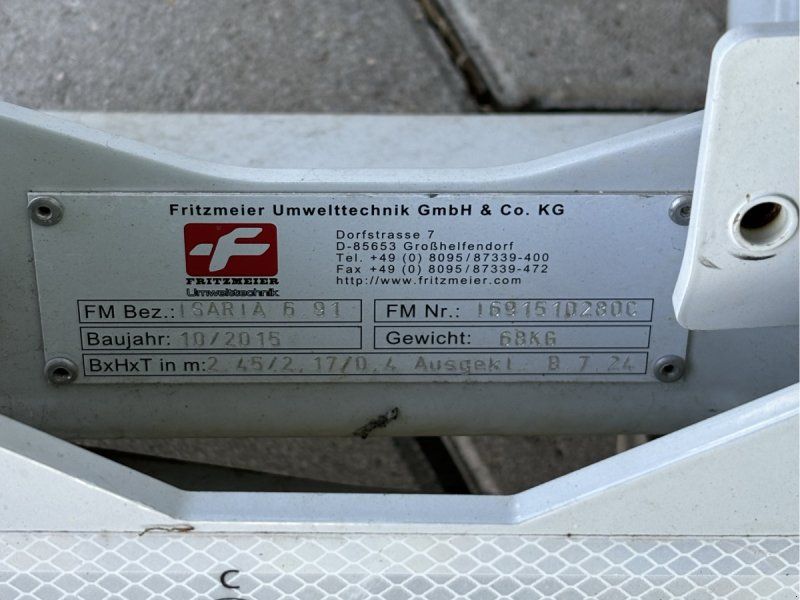 Fritzmeier Umwelttechnik GmbH & Co. KG
Dorfstrasse 7
D-85653 Großhelfendorf
Tel. +49 (0) 8095/87339-400
Fax +49 (0) 8095/87339-472
http://www.fritzmeier.com
FRITZMEIER
Umwelttechnik
FM Bez.: ISARIA 6 91
FM Nr.: I69151D280C
Baujahr: 10/2015
Gewicht: 68KG
BxHxT in m: 2.45/2.17/0.4 Ausgekl. B 7.24
C